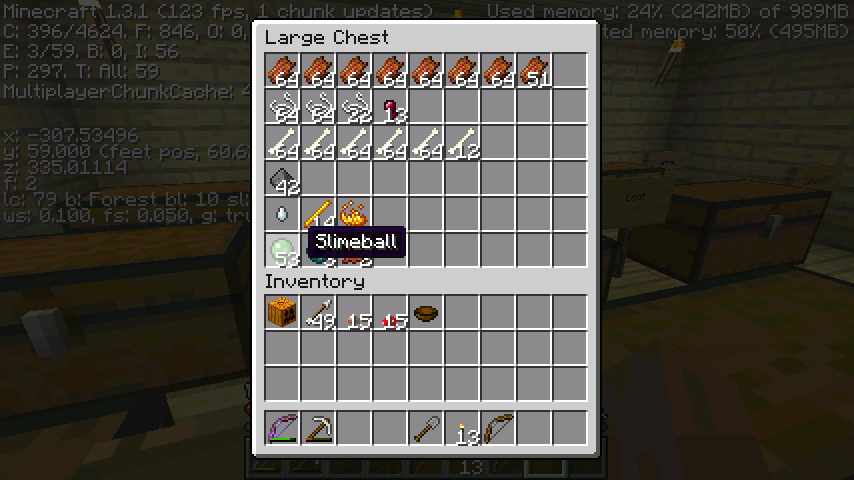 Minecraft 1.3.1 (123 fps, 1 chunk updates)
Used memory: 24% (242MB) of 989MB
C: 396/4624. F: 846, O: 0,
ted memory: 50% (495MB)
E: 3/59. B: 0, I: 56
P: 297. T: All: 59
MultiplayerChunkCache: 4
x: -307.53496
y: 59.000 (feet pos, 60.6
z: 335.01114
f: 2
lc: 79 b: Forest bl: 10 sl:
ws: 0.100, fs: 0.050, g: tru
Loot
Large Chest
64 64 64 64 64 64 64 51
64 64 22 13
64 64 64 64 64 12
42
14
53
Slimeball
Inventory
49 15 15
13
13